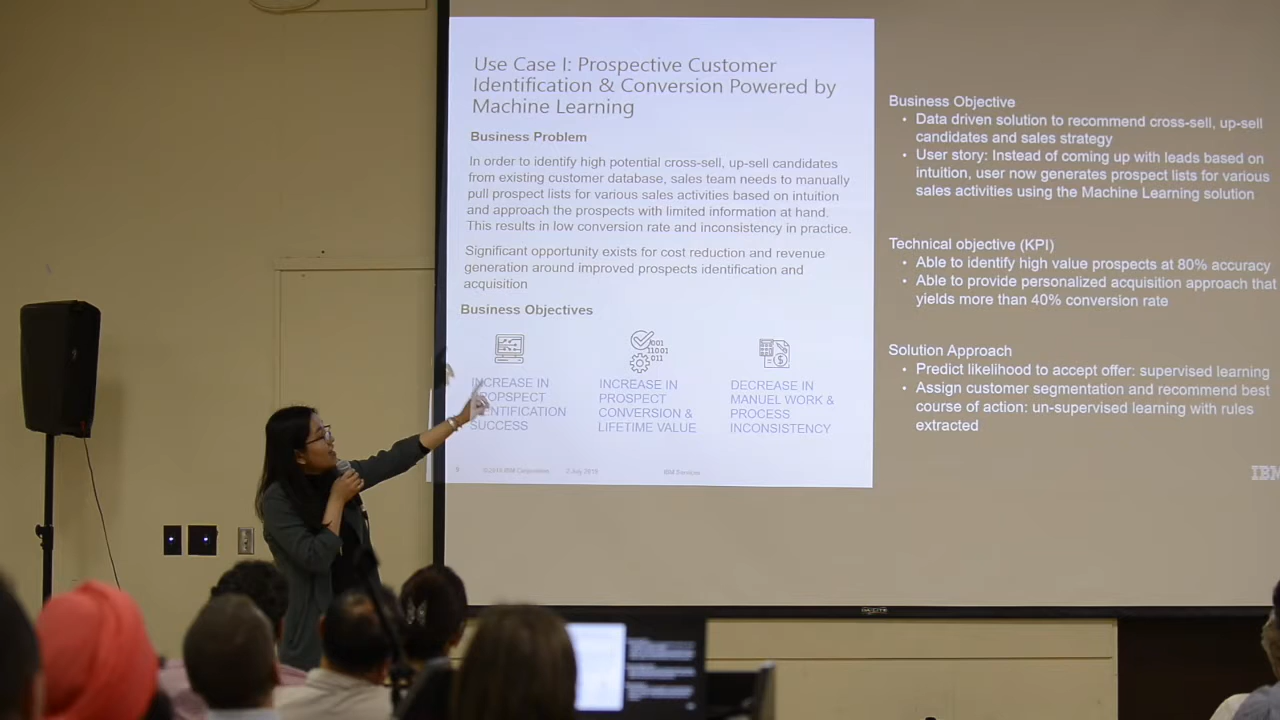 Use Case I: Prospective Customer
Identification & Conversion Powered by
Machine Learning
Business Problem
In order to identify high potential cross-sell, up-sell candidates
from existing customer database, sales team needs to manually
pull prospect lists for various sales activities based on intuition
and approach the prospects with limited information at hand.
This results in low conversion rate and inconsistency in practice.
Significant opportunity exists for cost reduction and revenue
generation around improved prospects identification and
acquisition
Business Objectives
001
11001
011
INCREASE IN
SUCCESS
INCREASE IN
PROSPECT
CONVERSION &
LIFETIME VALUE
DECREASE IN
MANUEL WORK &
PROCESS
INCONSISTENCY
IBM Services
Business Objective
• Data driven solution to recommend cross-sell, up-sell
candidates and sales strategy
• User story: Instead of coming up with leads based on
intuition, user now generates prospect lists for various
sales activities using the Machine Learning solution
Technical objective (KPI)
• Able to identify high value prospects at 80% accuracy
• Able to provide personalized acquisition approach that
yields more than 40% conversion rate
Solution Approach
• Predict likelihood to accept offer: supervised learning
• Assign customer segmentation and recommend best
course of action: un-supervised learning with rules
extracted
IBM